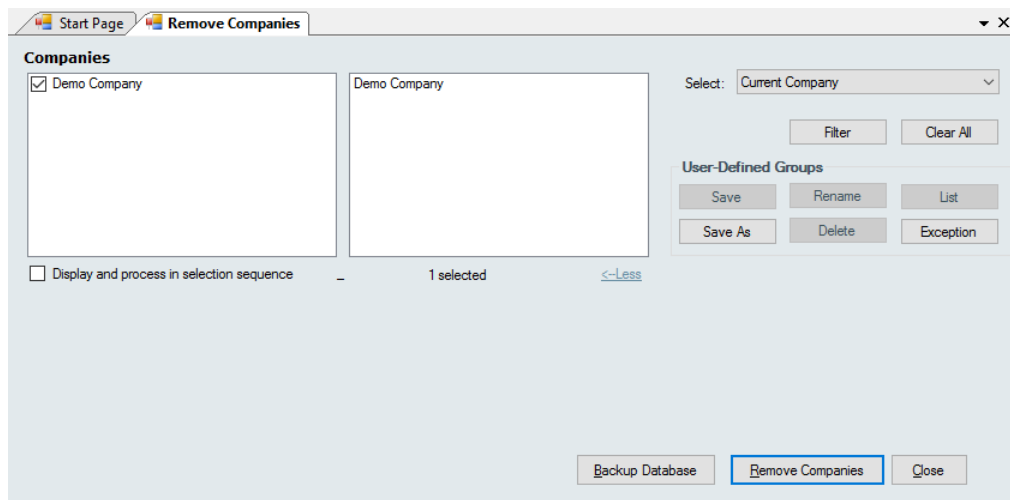 Start Page Remove Companies
Companies
Demo Company Demo Company
Select: Current Company
Filter Clear All
User-Defined Groups
Save Rename List
Save As Delete Exception
Display and process in selection sequence _ 1 selected <--Less
Backup Database Remove Companies Close